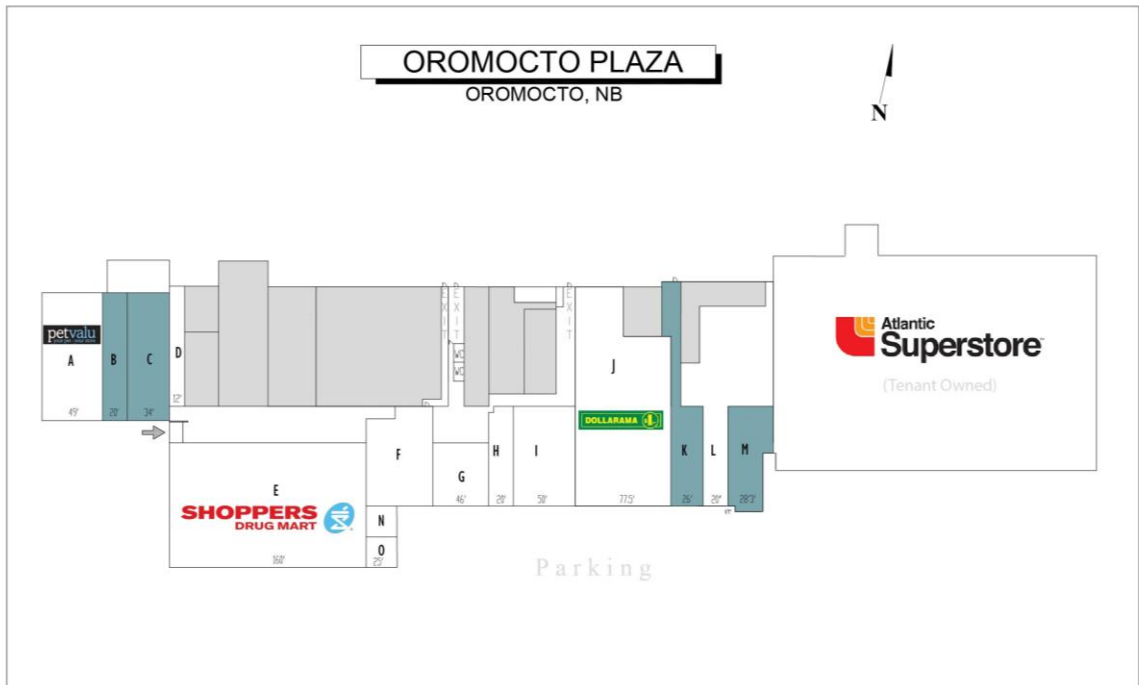 OROMOCTO PLAZA
OROMOCTO, NB
N
petvalu
A
49'
B
20'
C
34'
D
12'
EXIT
EXIT
WC
WC
EXIT
E
SHOPPERS
DRUG MART
160'
F
G
46'
H
20'
I
50'
J
DOLLARAMA
77.5'
K
26'
L
20'
M
28'3"
N
O
25'
Atlantic
Superstore
(Tenant Owned)
Parking